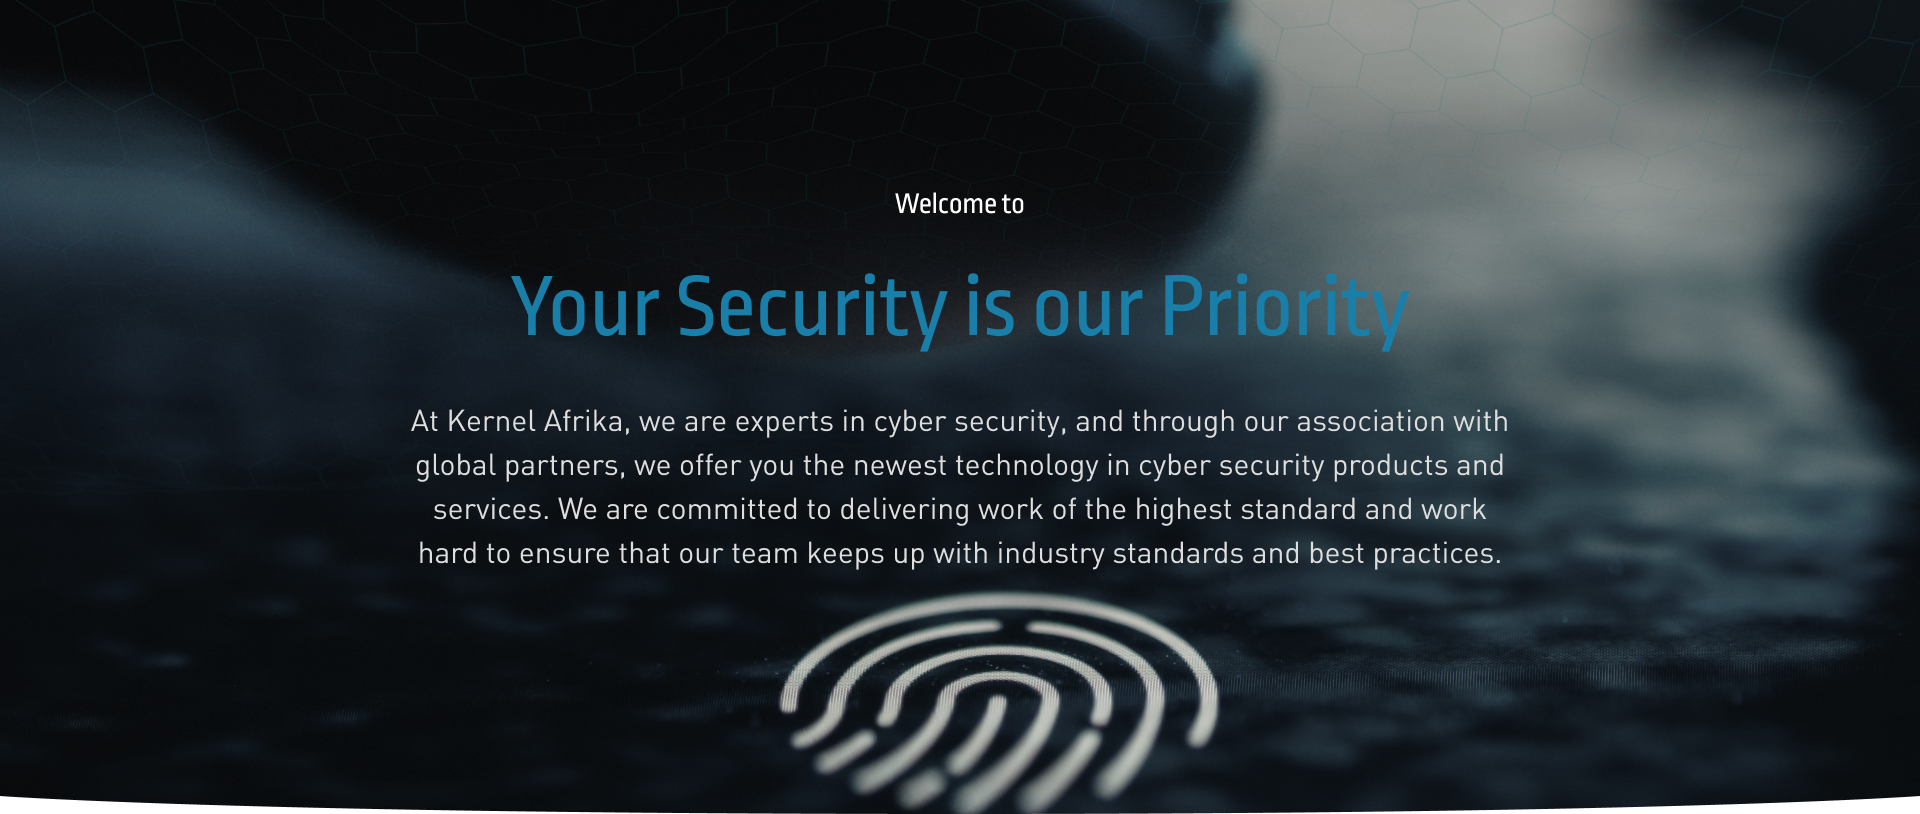 Welcome to
Your Security is our Priority
At Kernel Afrika, we are experts in cyber security, and through our association with
global partners, we offer you the newest technology in cyber security products and
services. We are committed to delivering work of the highest standard and work
hard to ensure that our team keeps up with industry standards and best practices.